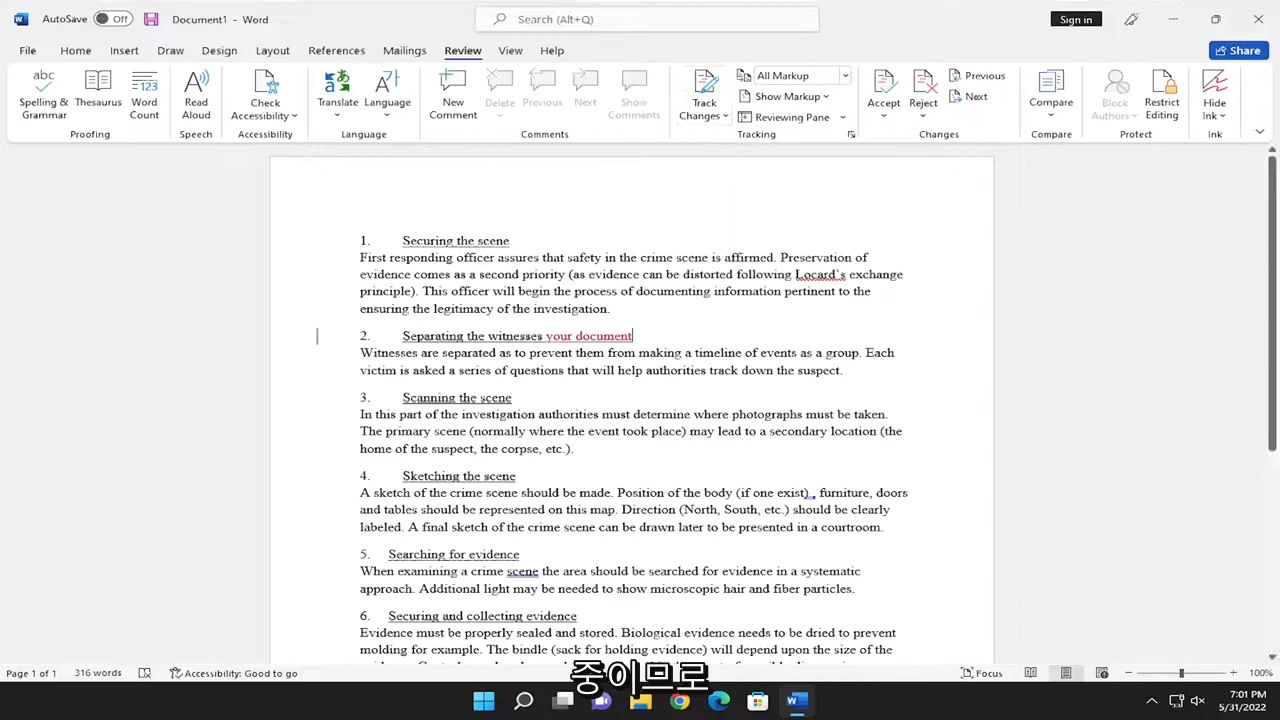 AutoSave Off Document1 - Word Search (Alt+Q) Sign in
File Home Insert Draw Design Layout References Mailings Review View Help Share
Spelling & Grammar Thesaurus Word Count Read Aloud Check Accessibility Translate Language New Comment Delete Previous Next Show Comments Track Changes All Markup Show Markup Reviewing Pane Accept Reject Previous Next Compare Block Authors Restrict Editing Hide Ink
Proofing Speech Accessibility Language Comments Tracking Changes Compare Protect Ink
1. Securing the scene
First responding officer assures that safety in the crime scene is affirmed. Preservation of
evidence comes as a second priority (as evidence can be distorted following Locard's exchange
principle). This officer will begin the process of documenting information pertinent to the
ensuring the legitimacy of the investigation.
2. Separating the witnesses your document
Witnesses are separated as to prevent them from making a timeline of events as a group. Each
victim is asked a series of questions that will help authorities track down the suspect.
3. Scanning the scene
In this part of the investigation authorities must determine where photographs must be taken.
The primary scene (normally where the event took place) may lead to a secondary location (the
home of the suspect, the corpse, etc.).
4. Sketching the scene
A sketch of the crime scene should be made. Position of the body (if one exist) , furniture, doors
and tables should be represented on this map. Direction (North, South, etc.) should be clearly
labeled. A final sketch of the crime scene can be drawn later to be presented in a courtroom.
5. Searching for evidence
When examining a crime scene the area should be searched for evidence in a systematic
approach. Additional light may be needed to show microscopic hair and fiber particles.
6. Securing and collecting evidence
Evidence must be properly sealed and stored. Biological evidence needs to be dried to prevent
molding for example. The bindle (sack for holding evidence) will depend upon the size of the
중이므로
Page 1 of 1 316 words Accessibility: Good to go Focus
7:01 PM
5/31/2022